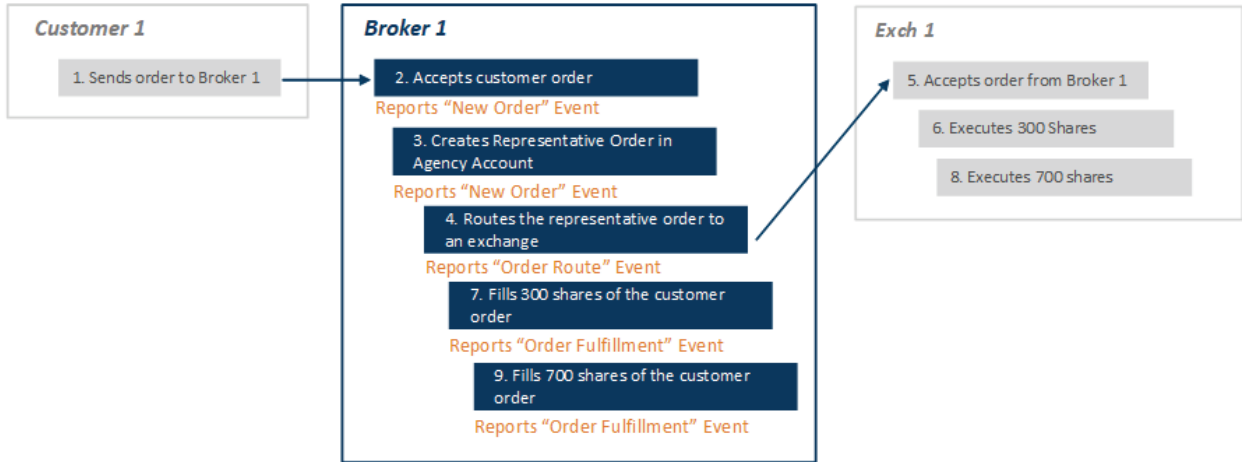 Customer 1
1. Sends order to Broker 1
Broker 1
2. Accepts customer order
Reports “New Order” Event
3. Creates Representative Order in
Agency Account
Reports “New Order” Event
4. Routes the representative order to
an exchange
Reports “Order Route” Event
7. Fills 300 shares of the customer
order
Reports “Order Fulfillment” Event
9. Fills 700 shares of the customer
order
Reports “Order Fulfillment” Event
Exch 1
5. Accepts order from Broker 1
6. Executes 300 Shares
8. Executes 700 shares